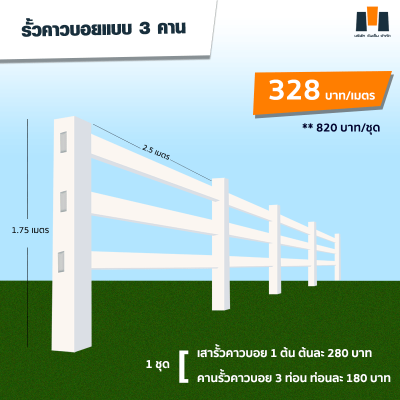 รั้วคาวบอยแบบ 3 คาน
328 บาท/เมตร
** 820 บาท/ชุด
2.5 เมตร
1.75 เมตร
1 ชุด
เสารั้วคาวบอย 1 ต้น ต้นละ 280 บาท
คานรั้วคาวบอย 3 ท่อน ท่อนละ 180 บาท